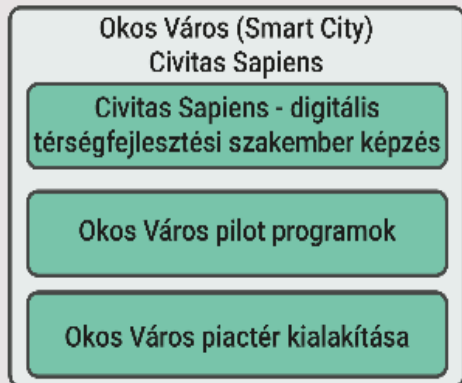 Okos Város (Smart City)
Civitas Sapiens
Civitas Sapiens - digitális
térségfejlesztési szakember képzés
Okos Város pilot programok
Okos Város piactér kialakítása